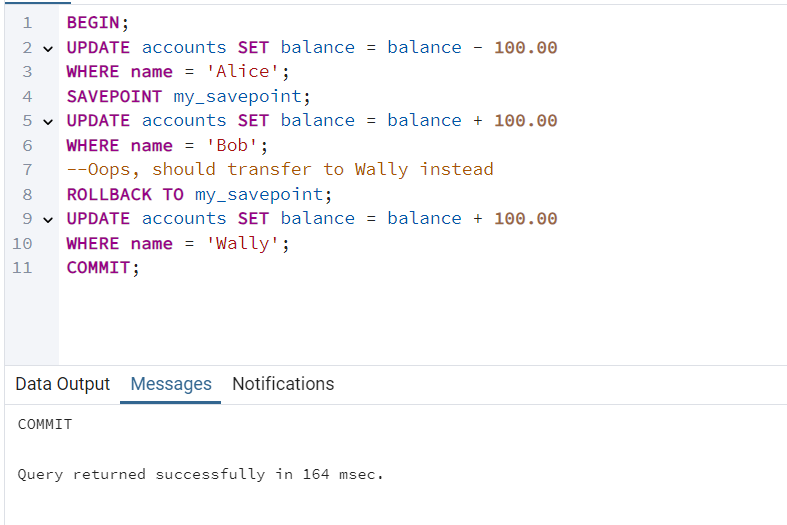 1 BEGIN;
2 UPDATE accounts SET balance = balance - 100.00
3 WHERE name = 'Alice';
4 SAVEPOINT my_savepoint;
5 UPDATE accounts SET balance = balance + 100.00
6 WHERE name = 'Bob';
7 --Oops, should transfer to Wally instead
8 ROLLBACK TO my_savepoint;
9 UPDATE accounts SET balance = balance + 100.00
10 WHERE name = 'Wally';
11 COMMIT;
Data Output Messages Notifications
COMMIT
Query returned successfully in 164 msec.